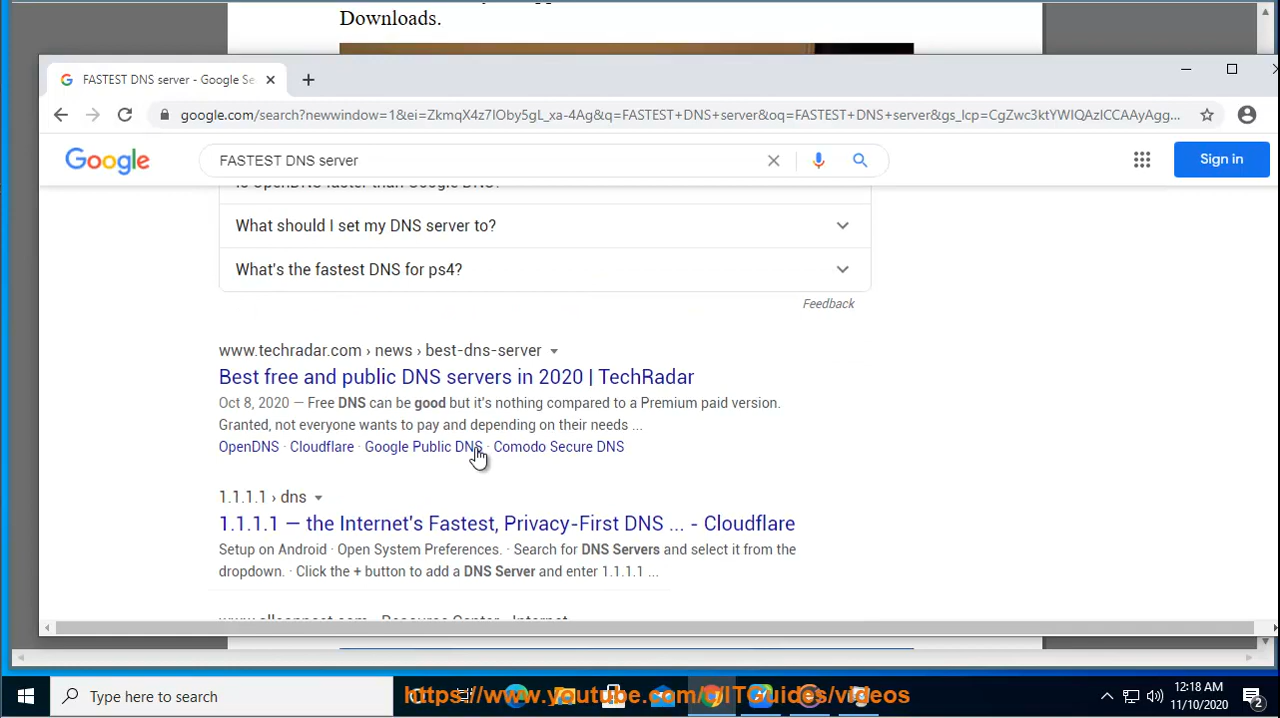 Downloads.
FASTEST DNS server - Google Se
google.com/search?newwindow=1&ei=ZkmqX4z7IOby5gL_xa-4Ag&q=FASTEST+DNS+server&oq=FASTEST+DNS+server&gs_lcp=CgZwc3ktYWIQAzICCAAyAgg...
Google
FASTEST DNS server
Sign in
Is OpenDNS faster than Google DNS?
What should I set my DNS server to?
What's the fastest DNS for ps4?
Feedback
www.techradar.com › news › best-dns-server
Best free and public DNS servers in 2020 | TechRadar
Oct 8, 2020 — Free DNS can be good but it's nothing compared to a Premium paid version.
Granted, not everyone wants to pay and depending on their needs ...
OpenDNS · Cloudflare · Google Public DNS · Comodo Secure DNS
1.1.1.1 › dns
1.1.1.1 — the Internet's Fastest, Privacy-First DNS ... - Cloudflare
Setup on Android · Open System Preferences. · Search for DNS Servers and select it from the
dropdown. · Click the + button to add a DNS Server and enter 1.1.1.1 ...
Type here to search
https://www.youtube.com/WITGuides/videos
12:18 AM
11/10/2020
2